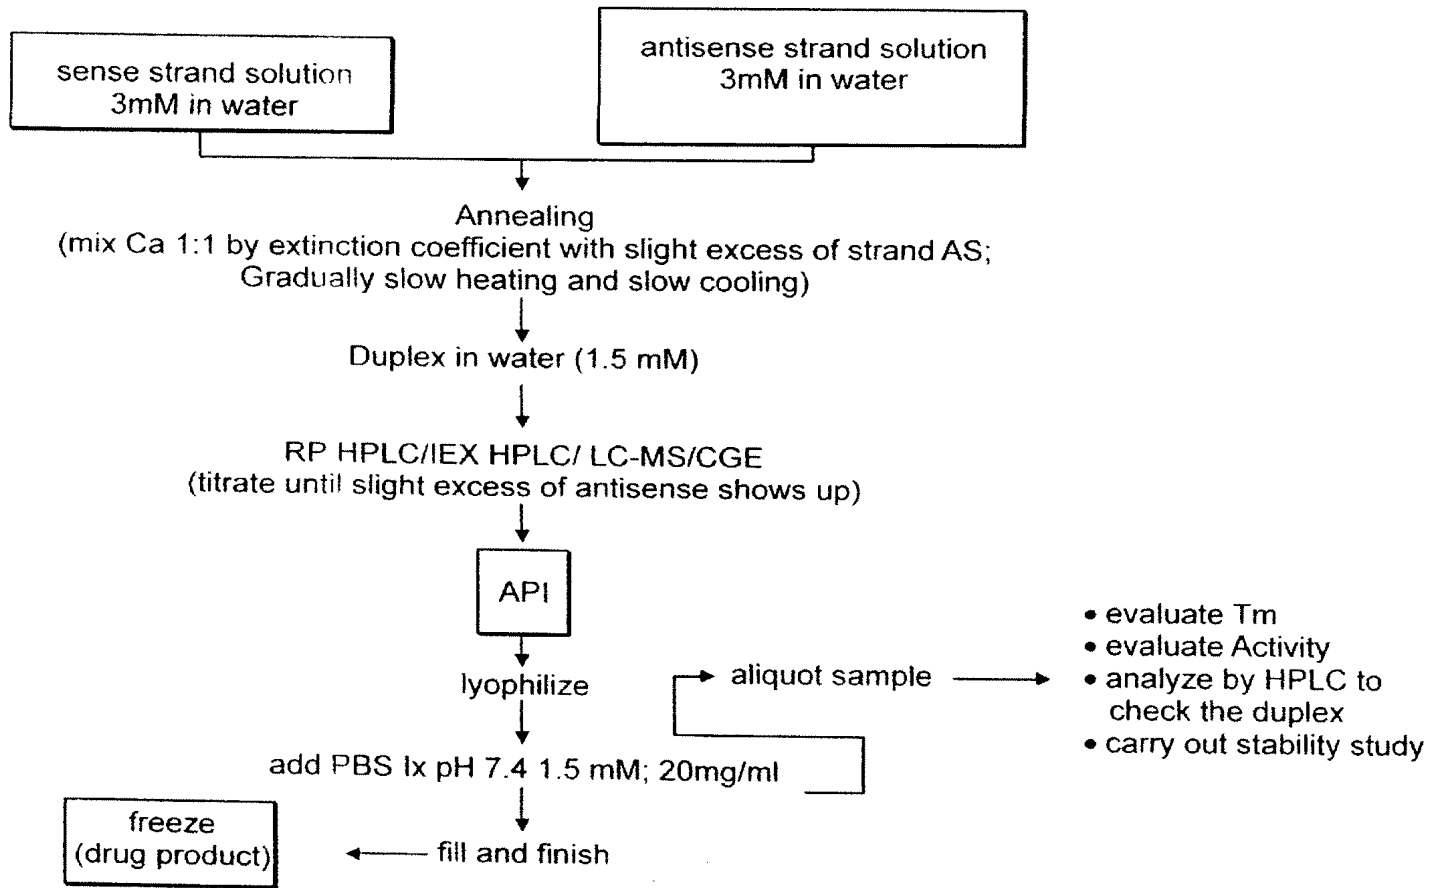 sense strand solution
3mM in water
antisense strand solution
3mM in water
Annealing
(mix Ca 1:1 by extinction coefficient with slight excess of strand AS;
Gradually slow heating and slow cooling)
Duplex in water (1.5 mM)
RP HPLC/IEX HPLC/ LC-MS/CGE
(titrate until slight excess of antisense shows up)
API
lyophilize
add PBS Ix pH 7.4 1.5 mM; 20mg/ml
aliquot sample
• evaluate Tm
• evaluate Activity
• analyze by HPLC to
check the duplex
• carry out stability study
fill and finish
freeze
(drug product)